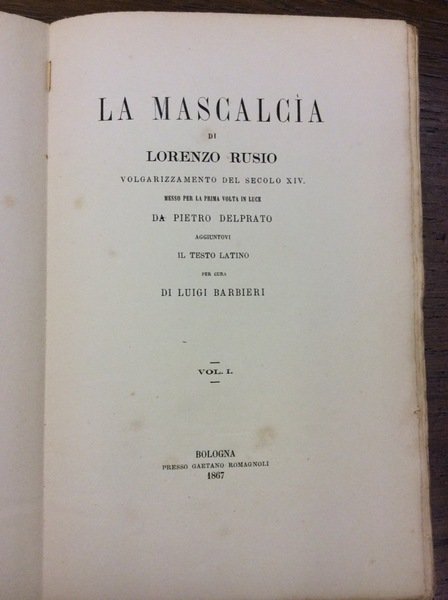 LA MASCALCÌA
DI
LORENZO RUSIO
VOLGARIZZAMENTO DEL SECOLO XIV.
MESSO PER LA PRIMA VOLTA IN LUCE
DA PIETRO DELPRATO
AGGIUNTOVI
IL TESTO LATINO
PER CURA
DI LUIGI BARBIERI
VOL. I.
BOLOGNA
PRESSO GAETANO ROMAGNOLI
1867